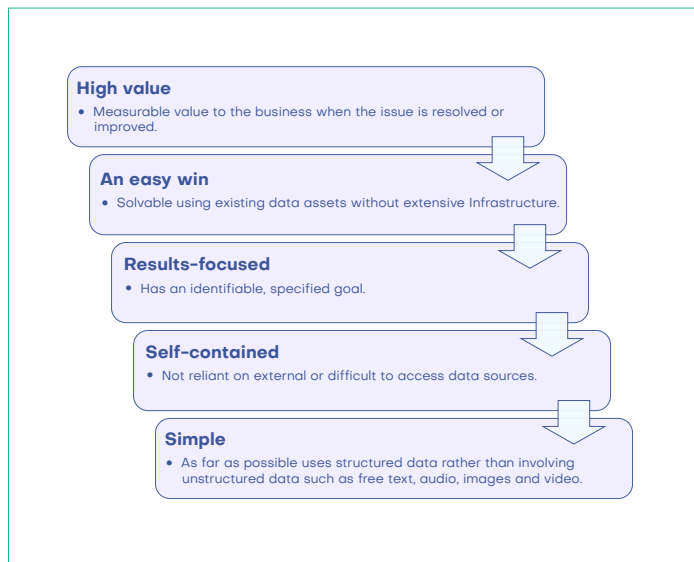 High value
• Measurable value to the business when the issue is resolved or
improved.
An easy win
• Solvable using existing data assets without extensive Infrastructure.
Results-focused
• Has an identifiable, specified goal.
Self-contained
• Not reliant on external or difficult to access data sources.
Simple
• As far as possible uses structured data rather than involving
unstructured data such as free text, audio, images and video.